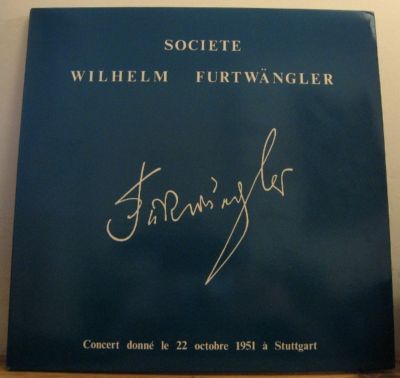 SOCIETE
WILHELM FURTWÄNGLER
Furtwängler
Concert donné le 22 octobre 1951 à Stuttgart